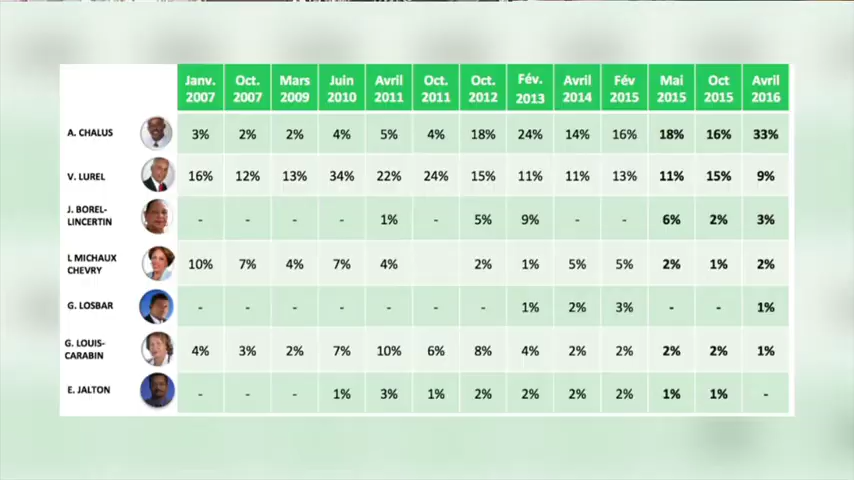 Janv. 2007 Oct. 2007 Mars 2009 Juin 2010 Avril 2011 Oct. 2011 Oct. 2012 Fév. 2013 Avril 2014 Fév 2015 Mai 2015 Oct 2015 Avril 2016
A. CHALUS 3% 2% 2% 4% 5% 4% 18% 24% 14% 16% 18% 16% 33%
V. LUREL 16% 12% 13% 34% 22% 24% 15% 11% 11% 13% 11% 15% 9%
J. BOREL-LINCERTIN - - - - 1% - 5% 9% - - 6% 2% 3%
I. MICHAUX CHEVRY 10% 7% 4% 7% 4% 2% 1% 5% 5% 2% 1% 2%
G. LOSBAR - - - - - - - 1% 2% 3% - - 1%
G. LOUIS-CARABIN 4% 3% 2% 7% 10% 6% 8% 4% 2% 2% 2% 2% 1%
E. JALTON - - - 1% 3% 1% 2% 2% 2% 2% 1% 1% -